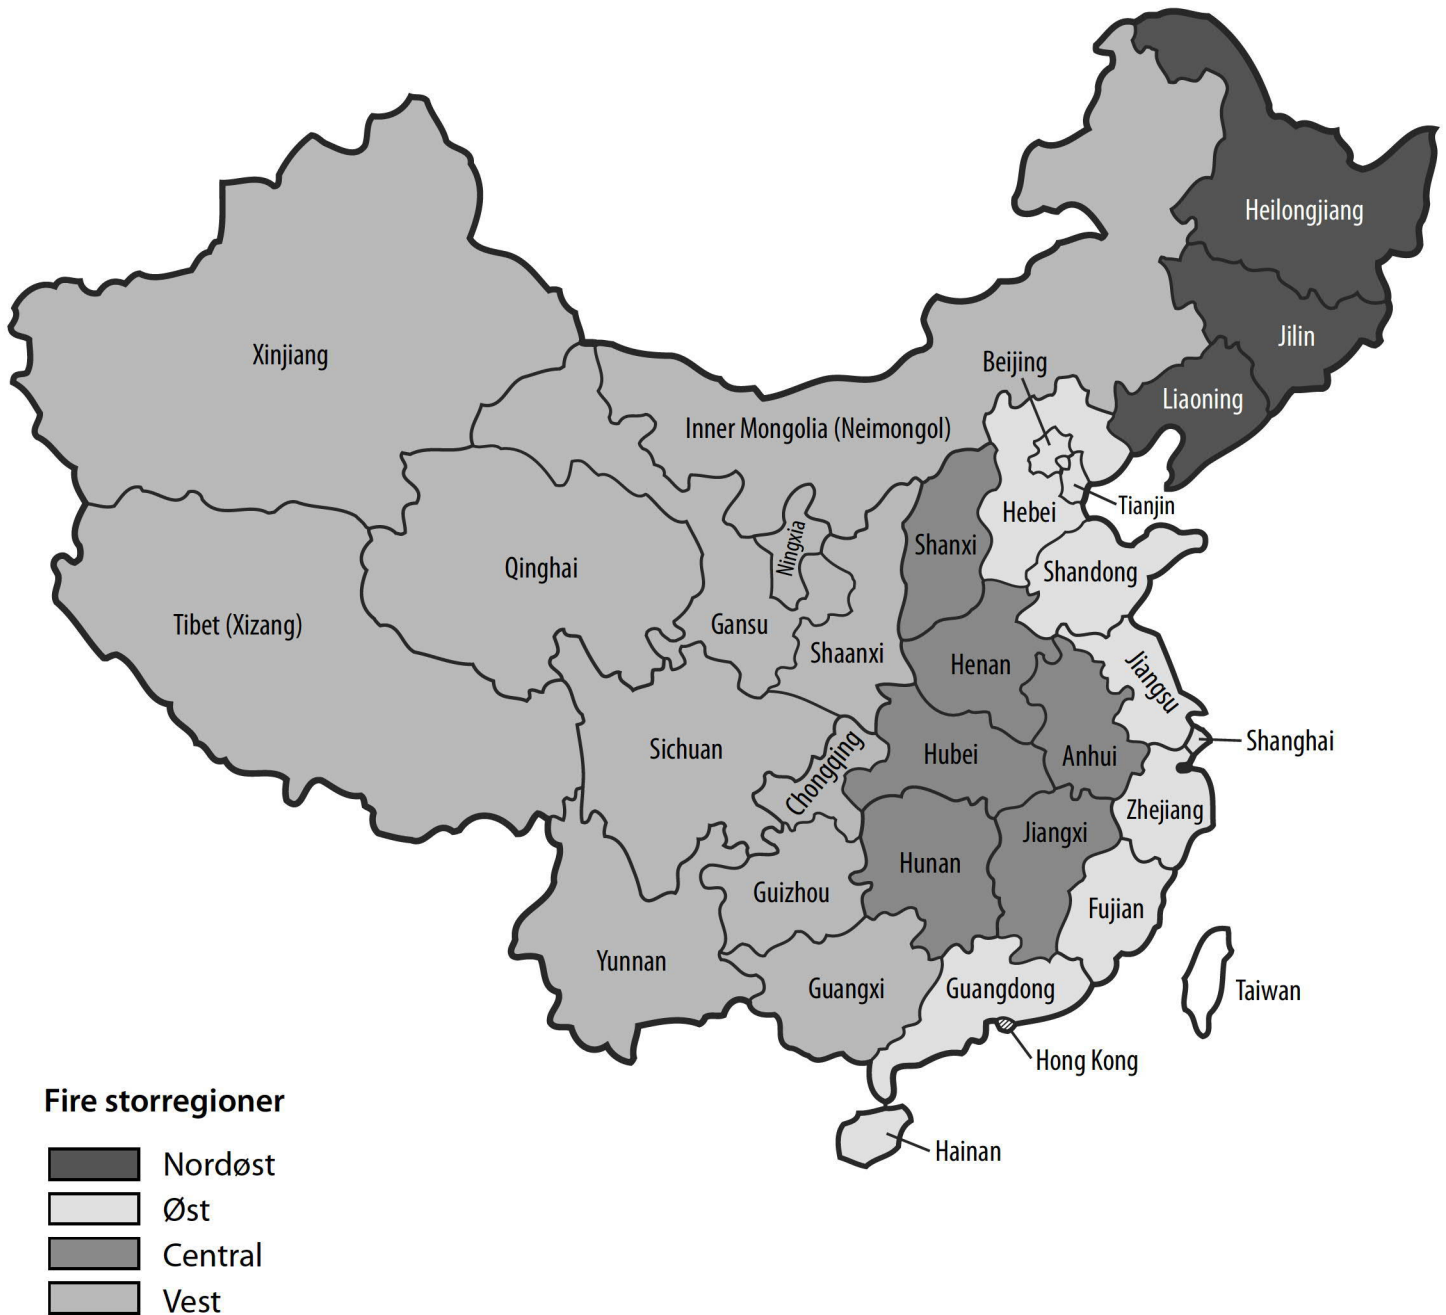 Heilongjiang
Jilin
Xinjiang
Beijing
Liaoning
Inner Mongolia (Neimongol)
Tianjin
Hebei
Shanxi
Ningxia
Qinghai
Shandong
Tibet (Xizang)
Gansu
Shaanxi
Henan
Jiangsu
Sichuan
Shanghai
Hubei
Anhui
Chongqing
Zhejiang
Jiangxi
Hunan
Guizhou
Fujian
Yunnan
Guangxi
Guangdong
Taiwan
Hong Kong
Hainan
Fire storregioner
Nordøst
Øst
Central
Vest